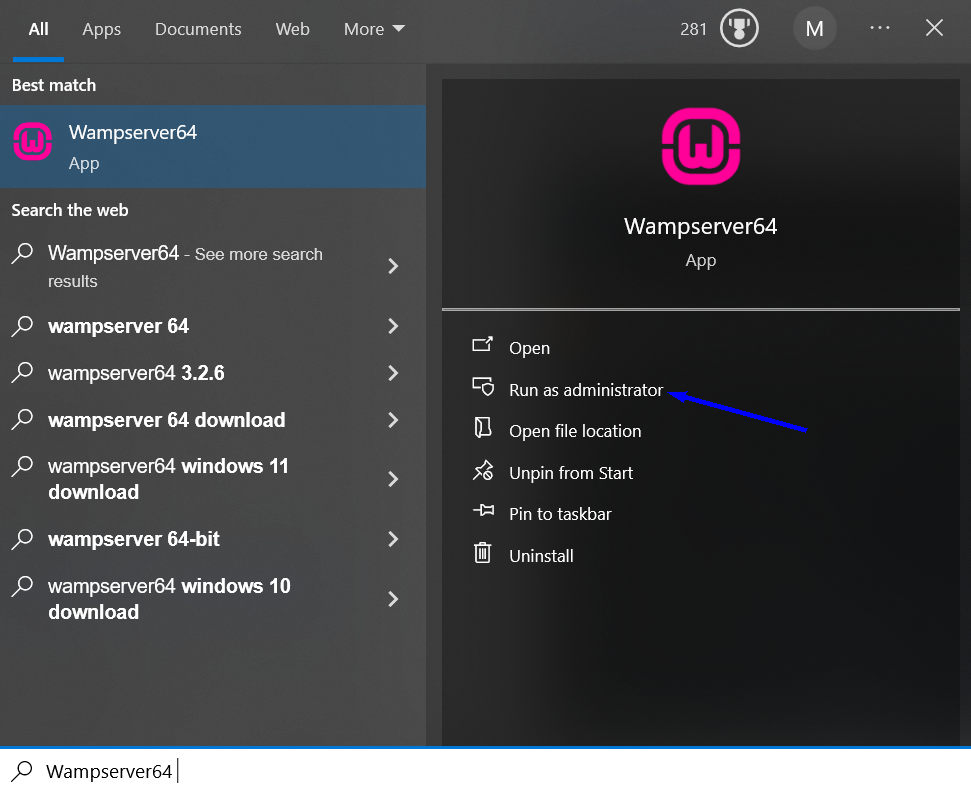 All Apps Documents Web More 281 M
Best match
Wampserver64
App
Search the web
Wampserver64 - See more search
results
wampserver 64
wampserver64 3.2.6
wampserver 64 download
wampserver64 windows 11
download
wampserver 64-bit
wampserver64 windows 10
download
Wampserver64
App
Open
Run as administrator
Open file location
Unpin from Start
Pin to taskbar
Uninstall
Wampserver64